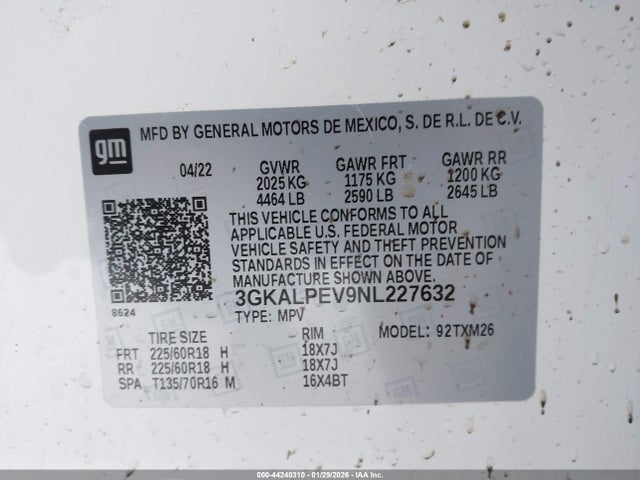 gm
MFD BY GENERAL MOTORS DE MEXICO, S. DE R.L. DE C.V.
04/22 GVWR GAWR FRT GAWR RR
2025 KG 1175 KG 1200 KG
4464 LB 2590 LB 2645 LB
THIS VEHICLE CONFORMS TO ALL
APPLICABLE U.S. FEDERAL MOTOR
VEHICLE SAFETY AND THEFT PREVENTION
STANDARDS IN EFFECT ON THE DATE OF
MANUFACTURE SHOWN ABOVE.
3GKALPEV9NL227632
8624
TYPE: MPV
TIRE SIZE RIM MODEL: 92TXM26
FRT 225/60R18 H 18X7J
RR 225/60R18 H 18X7J
SPA T135/70R16 M 16X4BT
000-44240310 - 01/29/2026 - IAA Inc.